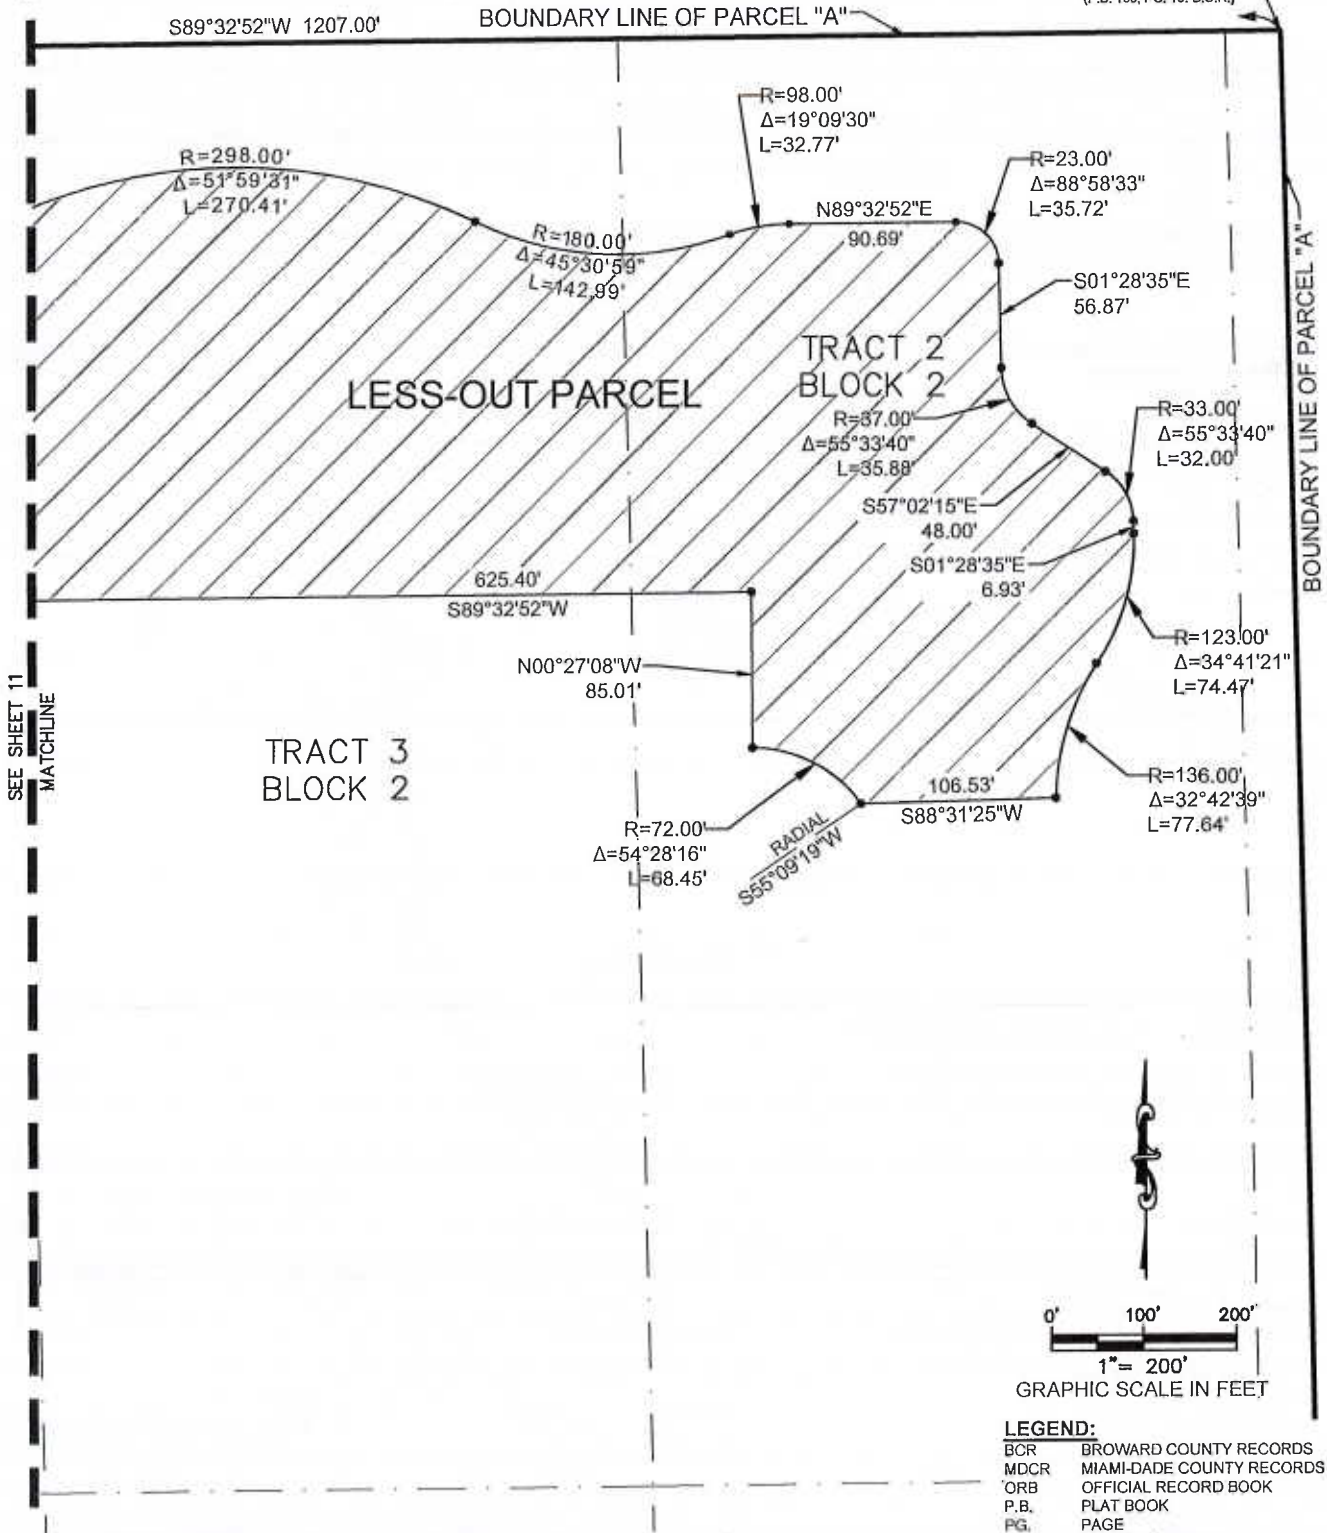 BOUNDARY LINE OF PARCEL "A"
S89°32'52"W 1207.00'
R=98.00'
Δ=19°09'30"
L=32.77'
R=298.00'
Δ=51°59'31"
L=270.41'
R=23.00'
Δ=88°58'33"
L=35.72'
N89°32'52"E
90.69'
R=180.00'
Δ=45°30'59"
L=142.99'
S01°28'35"E
56.87'
BOUNDARY LINE OF PARCEL "A"
TRACT 2
BLOCK 2
LESS-OUT PARCEL
R=37.00'
Δ=55°33'40"
L=35.88'
R=33.00'
Δ=55°33'40"
L=32.00'
S57°02'15"E
48.00'
S01°28'35"E
6.93'
625.40'
S89°32'52"W
N00°27'08"W
85.01'
R=123.00'
Δ=34°41'21"
L=74.47'
SEE SHEET 11
MATCHLINE
TRACT 3
BLOCK 2
R=136.00'
Δ=32°42'39"
L=77.64'
106.53'
S88°31'25"W
R=72.00'
Δ=54°28'16"
L=68.45'
RADIAL
S55°09'19"W
0' 100' 200'
1"= 200'
GRAPHIC SCALE IN FEET
LEGEND:
BCR BROWARD COUNTY RECORDS
MDCR MIAMI-DADE COUNTY RECORDS
ORB OFFICIAL RECORD BOOK
P.B. PLAT BOOK
PG. PAGE